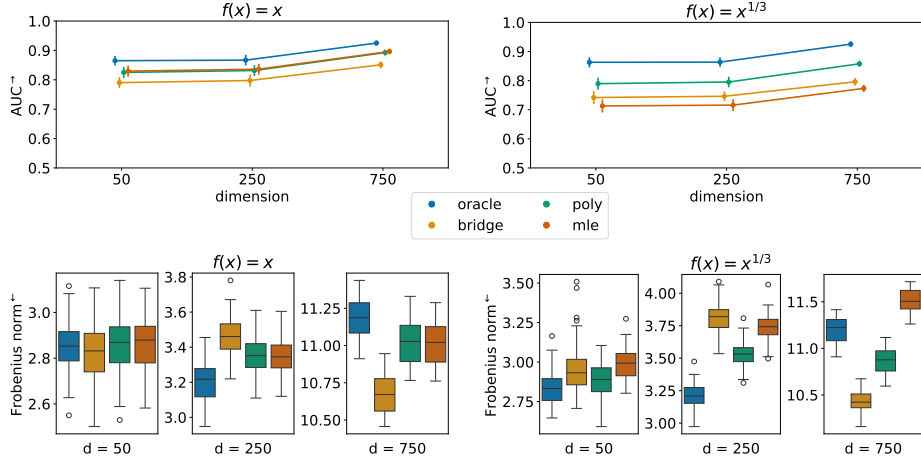 f(x) = x
AUC→
1.0
0.9
0.8
0.7
0.6
0.5
50
250
750
dimension
f(x) = x^{1/3}
AUC→
1.0
0.9
0.8
0.7
0.6
0.5
50
250
750
dimension
oracle
poly
bridge
mle
f(x) = x
Frobenius norm←
3.0
2.8
2.6
d = 50
3.8
3.6
3.4
3.2
3.0
d = 250
11.25
11.00
10.75
10.50
d = 750
f(x) = x^{1/3}
Frobenius norm←
3.50
3.25
3.00
2.75
d = 50
4.00
3.75
3.50
3.25
3.00
d = 250
11.5
11.0
10.5
d = 750